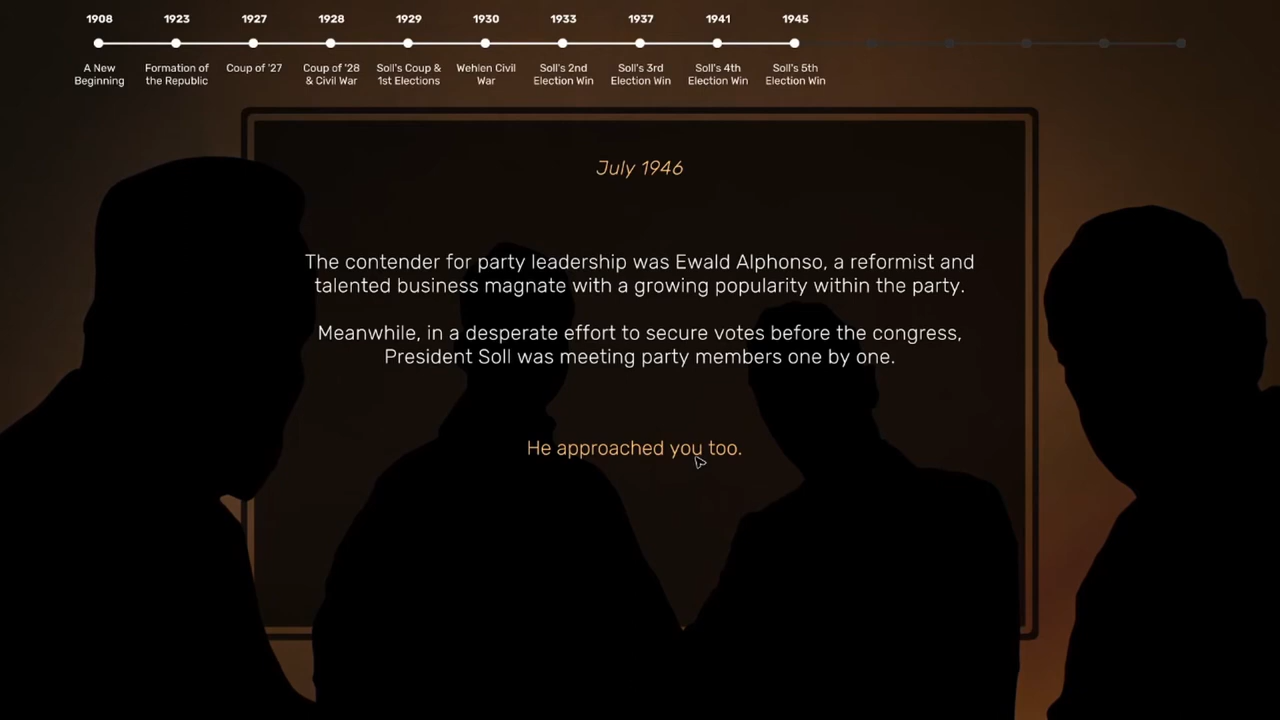 1908 1923 1927 1928 1929 1930 1933 1937 1941 1945
A New Formation of Coup of '27 Coup of '28 Soll's Coup & Wehlen Civil Soll's 2nd Soll's 3rd Soll's 4th Soll's 5th
Beginning the Republic & Civil War 1st Elections War Election Win Election Win Election Win Election Win
July 1946
The contender for party leadership was Ewald Alphonso, a reformist and
talented business magnate with a growing popularity within the party.
Meanwhile, in a desperate effort to secure votes before the congress,
President Soll was meeting party members one by one.
He approached you too.